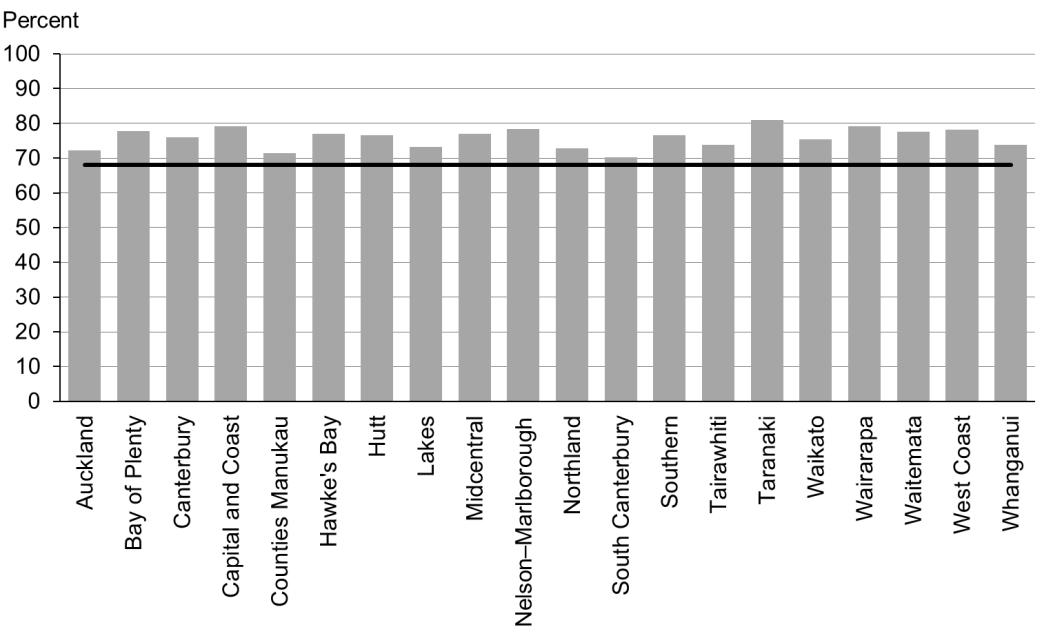 Percent
100
90
80
70
60
50
40
30
20
10
0
Auckland
Bay of Plenty
Canterbury
Capital and Coast
Counties Manukau
Hawke's Bay
Hutt
Lakes
Midcentral
Nelson–Marlborough
Northland
South Canterbury
Southern
Tairawhiti
Taranaki
Waikato
Wairarapa
Waitemata
West Coast
Whanganui